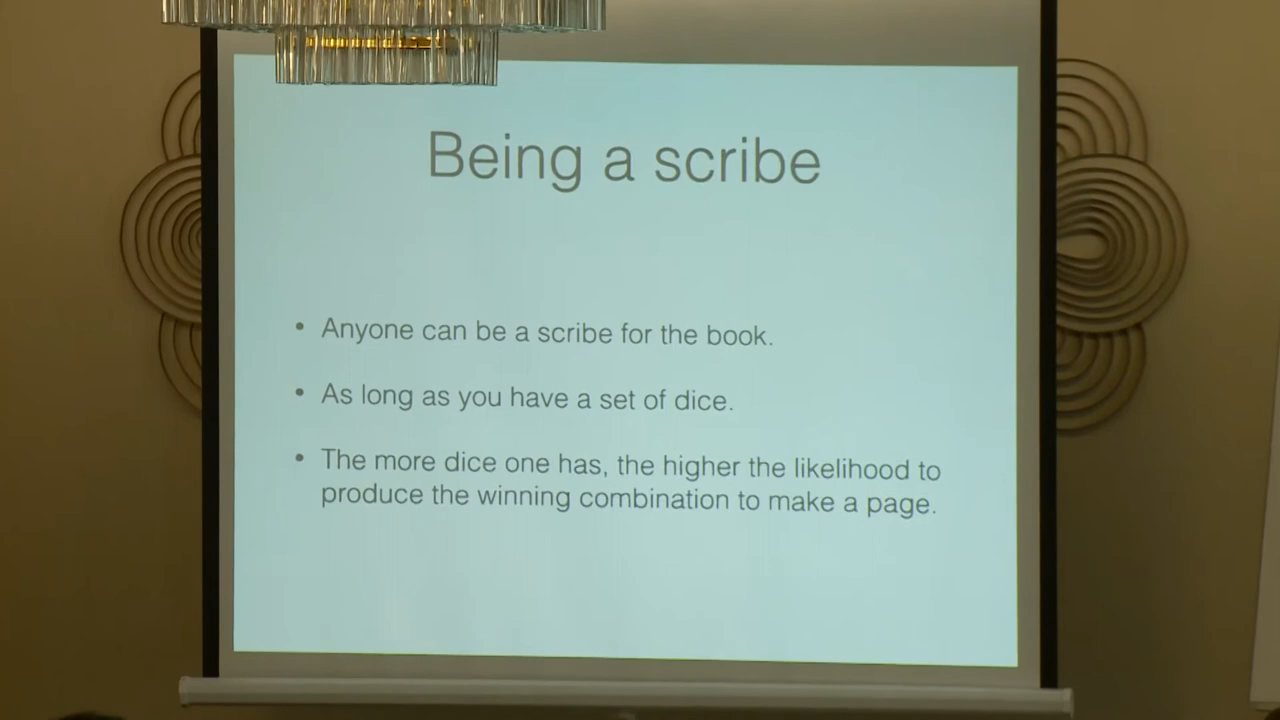 Being a scribe
• Anyone can be a scribe for the book.
• As long as you have a set of dice.
• The more dice one has, the higher the likelihood to
produce the winning combination to make a page.